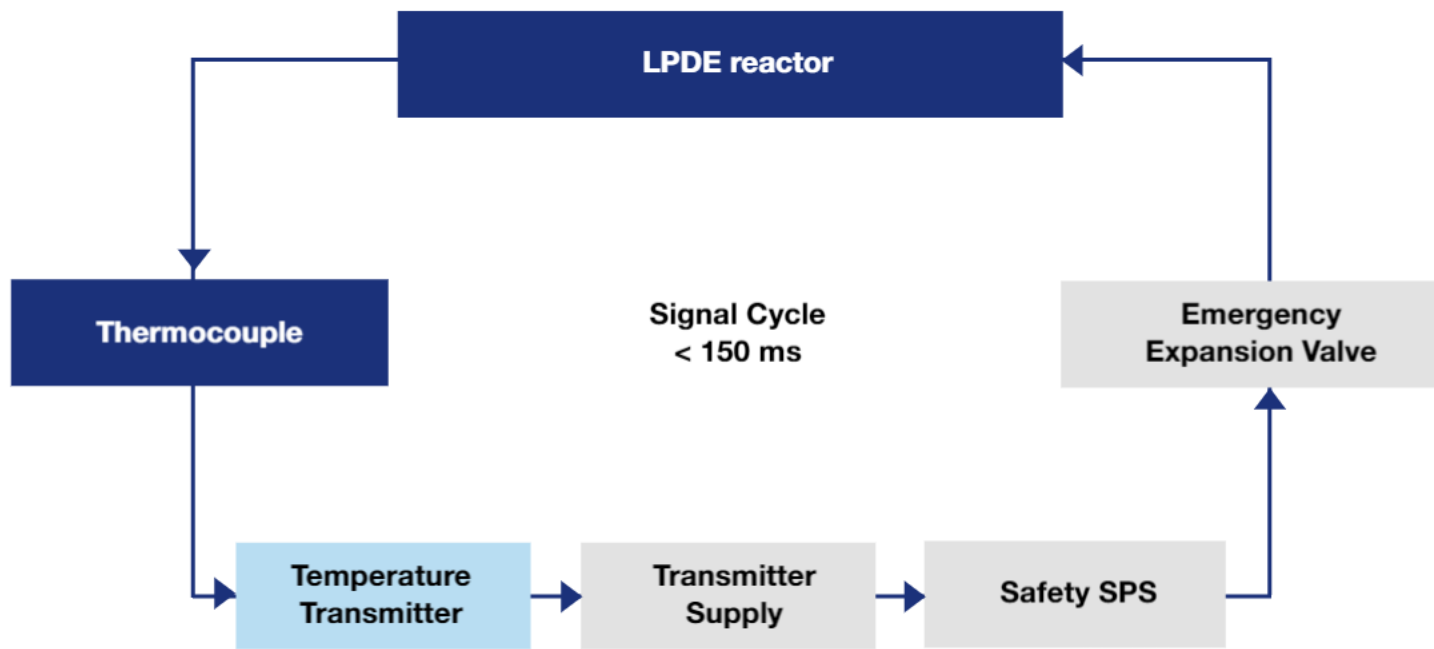 LPDE reactor
Thermocouple
Signal Cycle
< 150 ms
Emergency
Expansion Valve
Temperature
Transmitter
Transmitter
Supply
Safety SPS